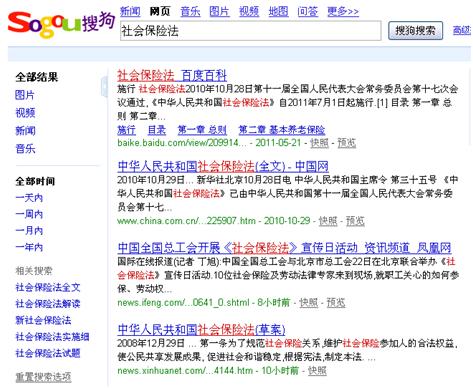 Sogou搜狗
新闻 网页 音乐 图片 视频 地图 问答 更多>>
社会保险法
搜狗搜索
高级
全部结果
图片
视频
新闻
音乐
全部时间
一天内
一周内
一月内
一年内
相关搜索
社会保险法全文
社会保险法解读
新社会保险法
社会保险法实施细
社会保险法试题
重置搜索选项
社会保险法 百度百科
施行 社会保险法2010年10月28日第十一届全国人民代表大会常务委员会第十七次会
议通过,《中华人民共和国社会保险法》自2011年7月1日起施行.[1] 目录 第一章 总
则 第二章...
施行 目录 第一章 总则 第二章 基本养老保险
baike.baidu.com/view/209914... - 2011-05-21 - 快照 - 预览
中华人民共和国社会保险法(全文) - 中国网
2010年10月29日... 新华社北京10月28日电 中华人民共和国主席令 第三十五号 《中
华人民共和国社会保险法》已由中华人民共和国第十一届全国人民代表大会常务委
员会第十七...
www.china.com.cn/...225907.htm - 2010-10-29 - 快照 - 预览
中国全国总工会开展《社会保险法》宣传日活动 资讯频道 凤凰网
国际在线报道(记者 丁旭):中国全国总工会与北京市总工会22日在北京联合举办《社
会保险法》宣传日活动.10位社会保险及劳动法律专家来到现场,就职工关心的如何参
保、劳动权...
news.ifeng.com/...0641_0.shtml - 8小时前 - 快照 - 预览
中华人民共和国社会保险法(草案)
2008年12月29日... 第一条为了规范社会保险关系,维护社会保险参加人的合法权益,
使公民共享发展成果,促进社会和谐稳定,根据宪法,制定本法. ...
news.xinhuanet.com/...4144.htm - 10小时前 - 快照 - 预览